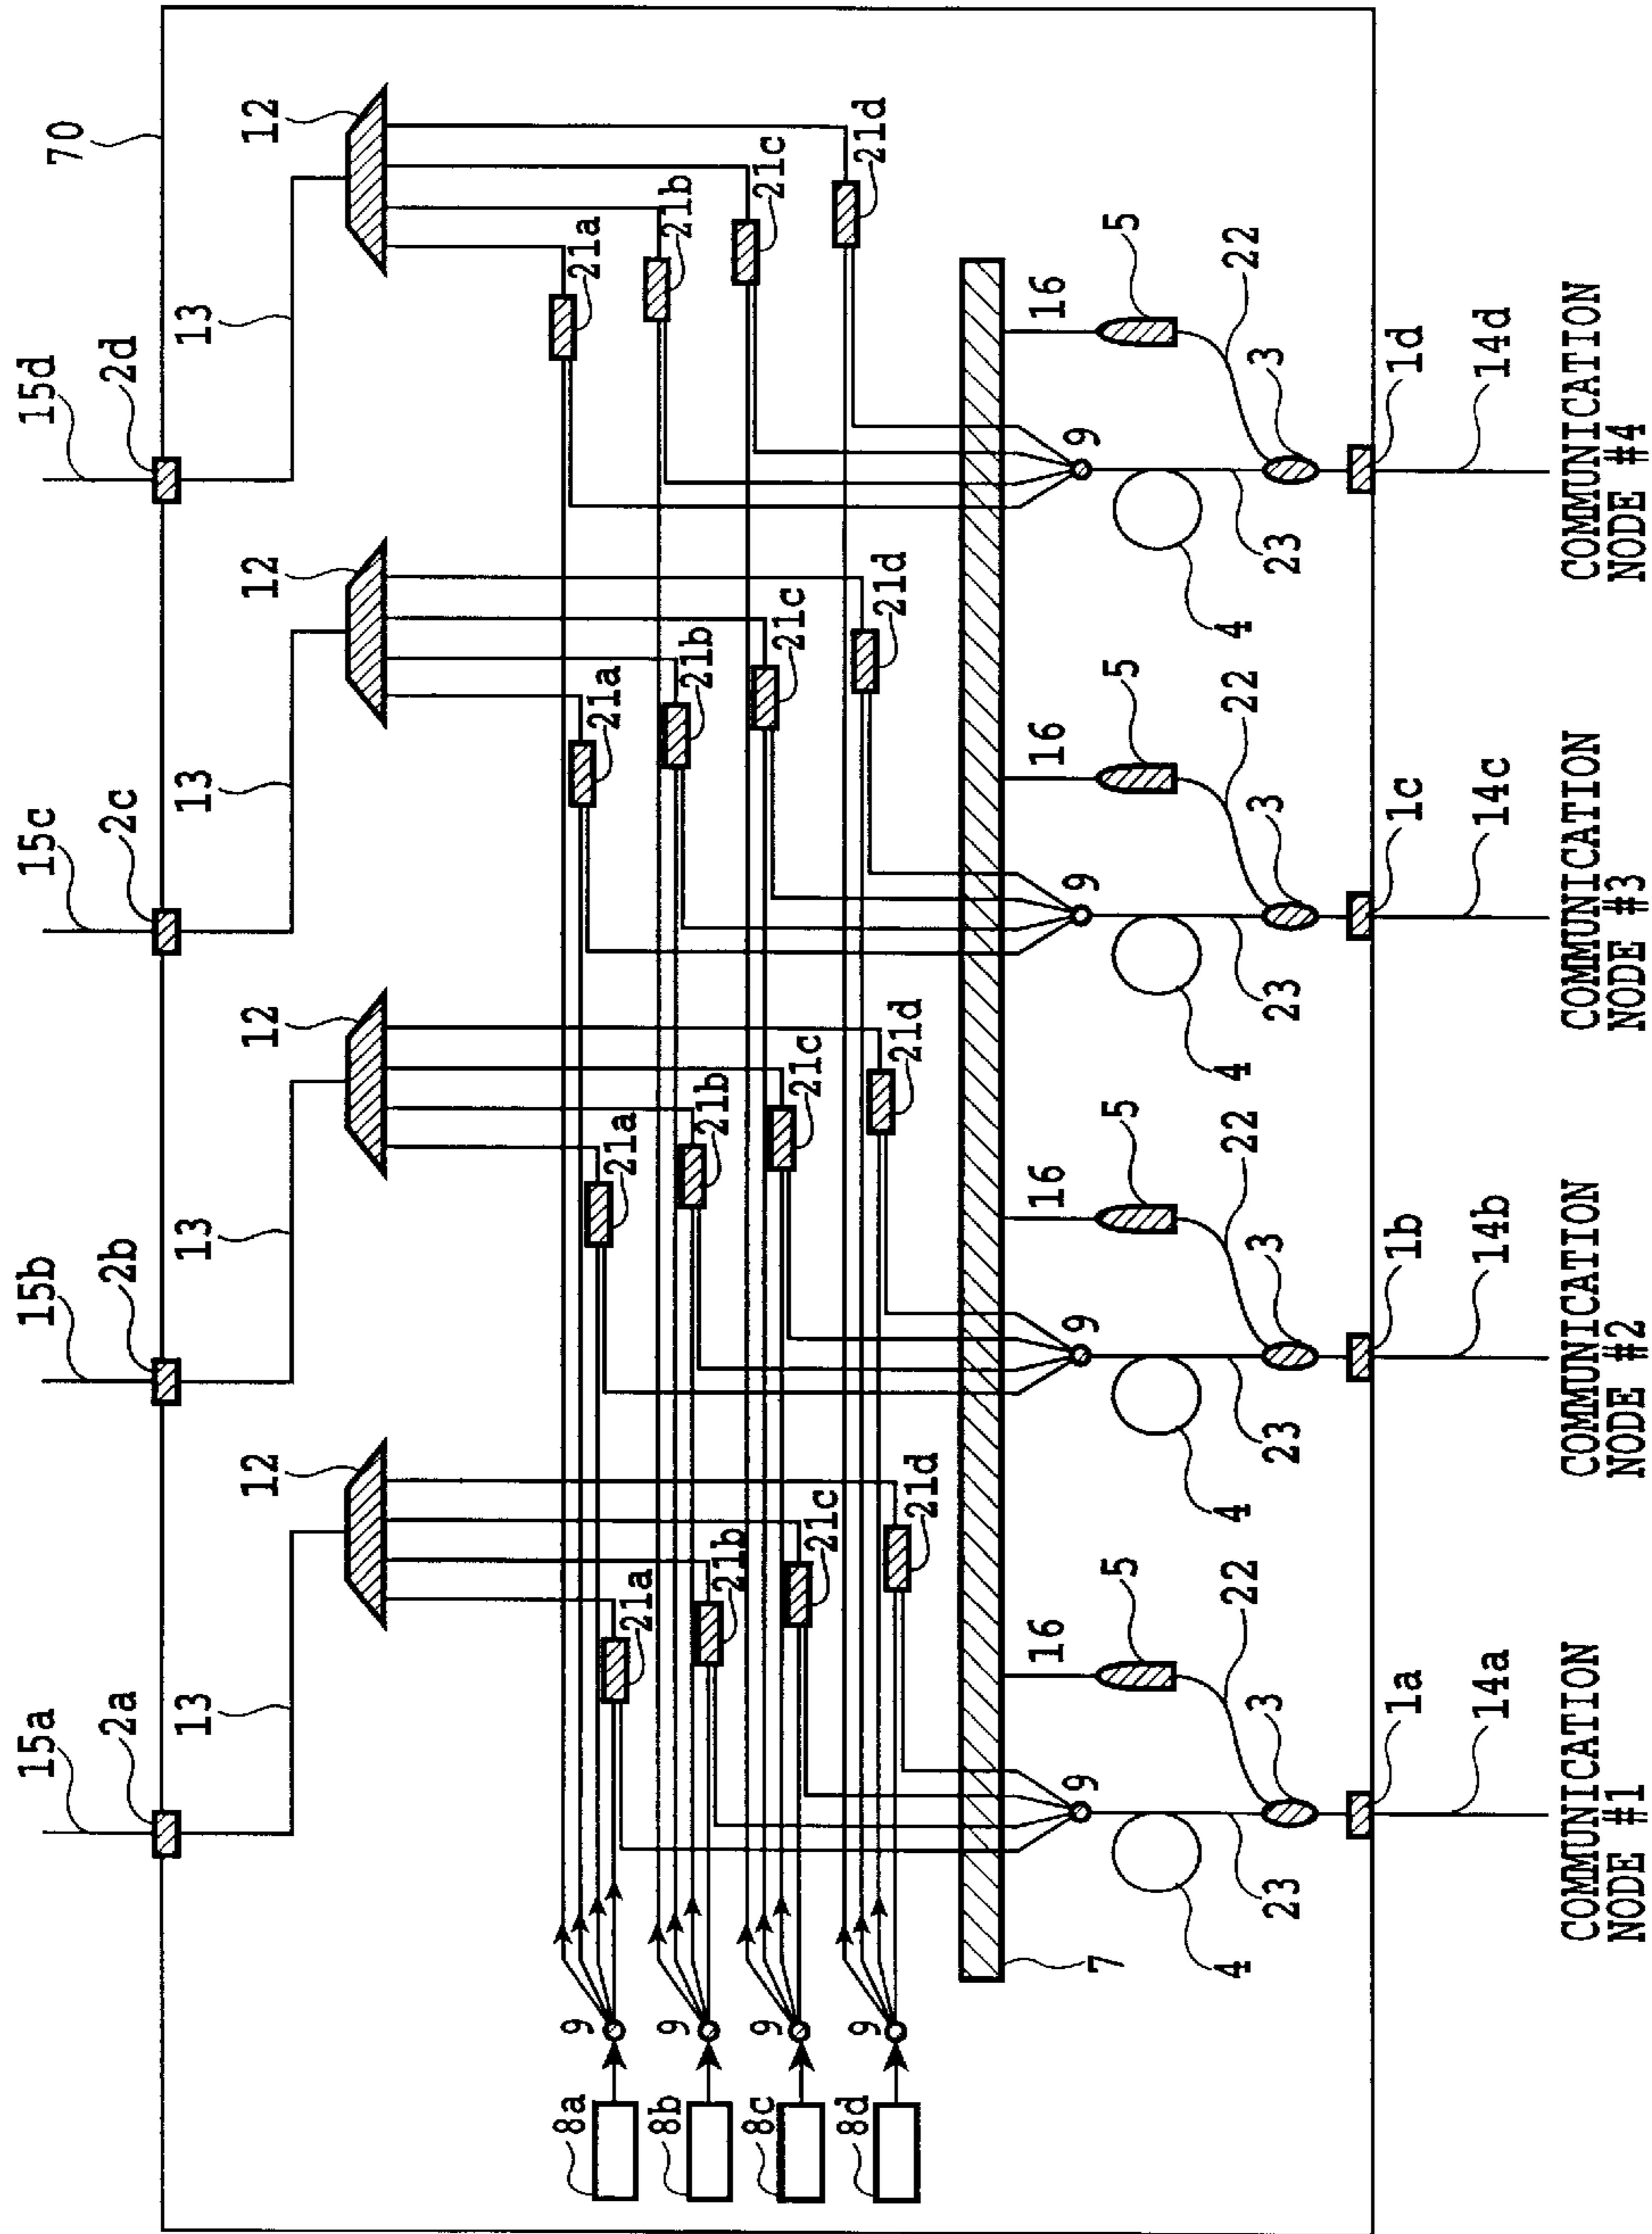 70
15a
15b
15c
15d
2a
2b
2c
2d
13
13
13
13
12
12
12
12
21a
21a
21a
21a
21b
21b
21b
21b
21c
21c
21c
21c
21d
21d
21d
21d
8a
9
8b
9
8c
9
8d
9
7
16
16
16
16
9
5
9
5
9
5
9
5
4
23
22
4
23
22
4
23
22
4
23
22
3
3
3
3
1a
1b
1c
1d
14a
14b
14c
14d
COMMUNICATION
NODE #1
COMMUNICATION
NODE #2
COMMUNICATION
NODE #3
COMMUNICATION
NODE #4